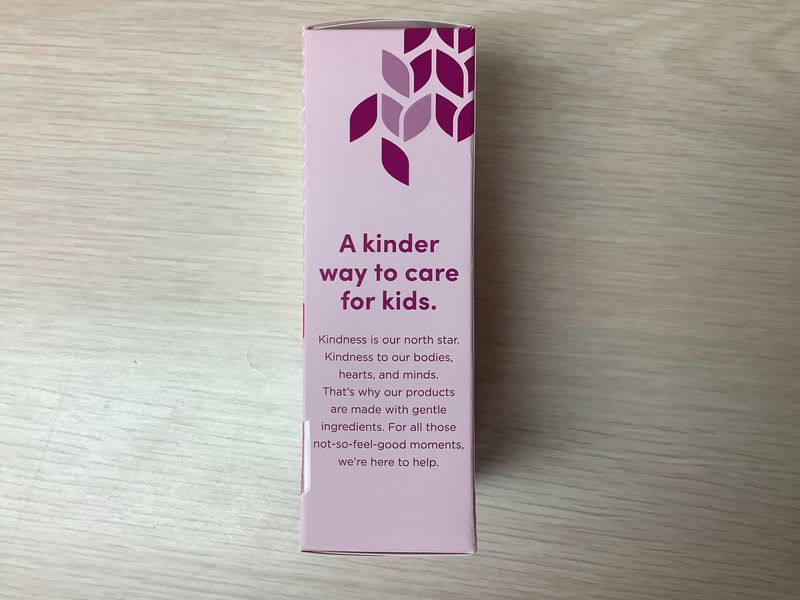 A kinder
way to care
for kids.
Kindness is our north star.
Kindness to our bodies,
hearts, and minds.
That's why our products
are made with gentle
ingredients. For all those
not-so-feel-good moments,
we're here to help.